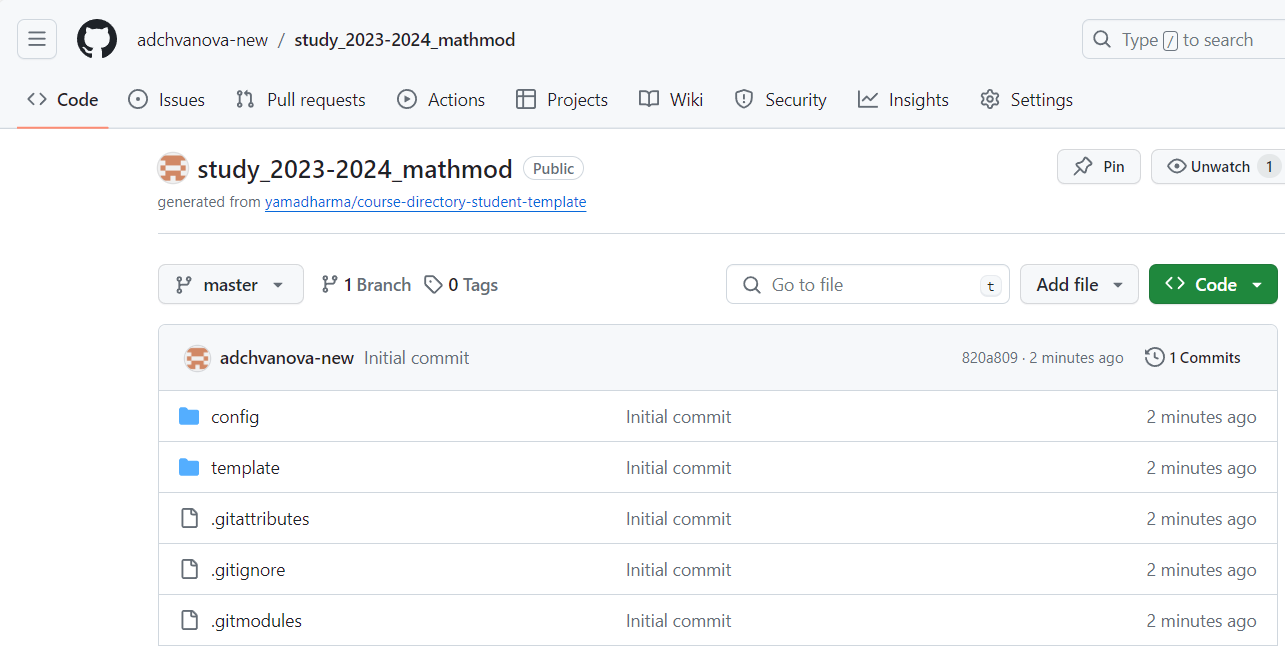 adchvanova-new / study_2023-2024_mathmod
Type / to search
Code Issues Pull requests Actions Projects Wiki Security Insights Settings
study_2023-2024_mathmod Public
Pin Unwatch 1
generated from yamadharma/course-directory-student-template
master 1 Branch 0 Tags Go to file t Add file Code
adchvanova-new Initial commit 820a809 · 2 minutes ago 1 Commits
config Initial commit 2 minutes ago
template Initial commit 2 minutes ago
.gitattributes Initial commit 2 minutes ago
.gitignore Initial commit 2 minutes ago
.gitmodules Initial commit 2 minutes ago